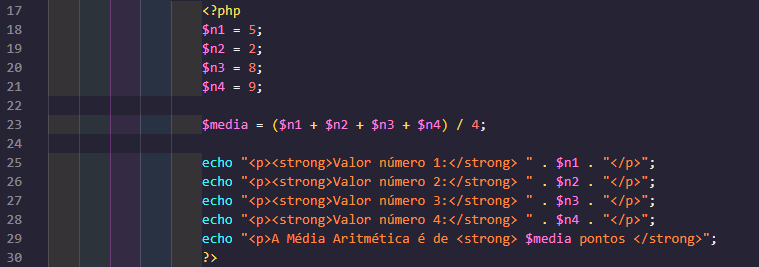 17 <?php
18 $n1 = 5;
19 $n2 = 2;
20 $n3 = 8;
21 $n4 = 9;
22
23 $media = ($n1 + $n2 + $n3 + $n4) / 4;
24
25 echo "<p><strong>Valor número 1:</strong> " . $n1 . "</p>";
26 echo "<p><strong>Valor número 2:</strong> " . $n2 . "</p>";
27 echo "<p><strong>Valor número 3:</strong> " . $n3 . "</p>";
28 echo "<p><strong>Valor número 4:</strong> " . $n4 . "</p>";
29 echo "<p>A Média Aritmética é de <strong> $media pontos </strong>";
30 ?>